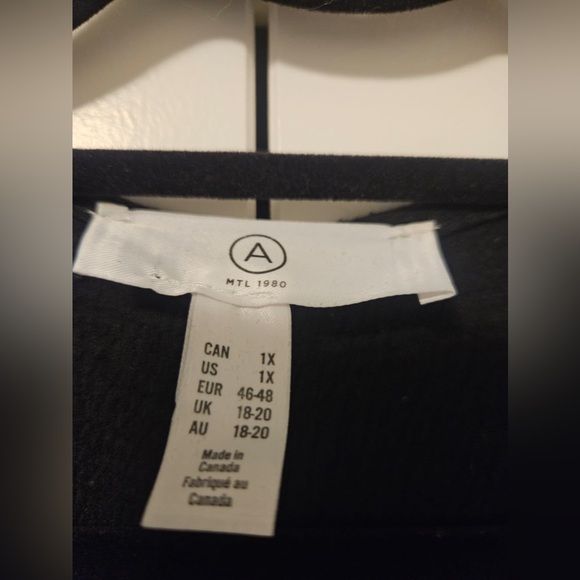 A
MTL 1980
CAN 1X
US 1X
EUR 46-48
UK 18-20
AU 18-20
Made in
Canada
Fabriqué au
Canada